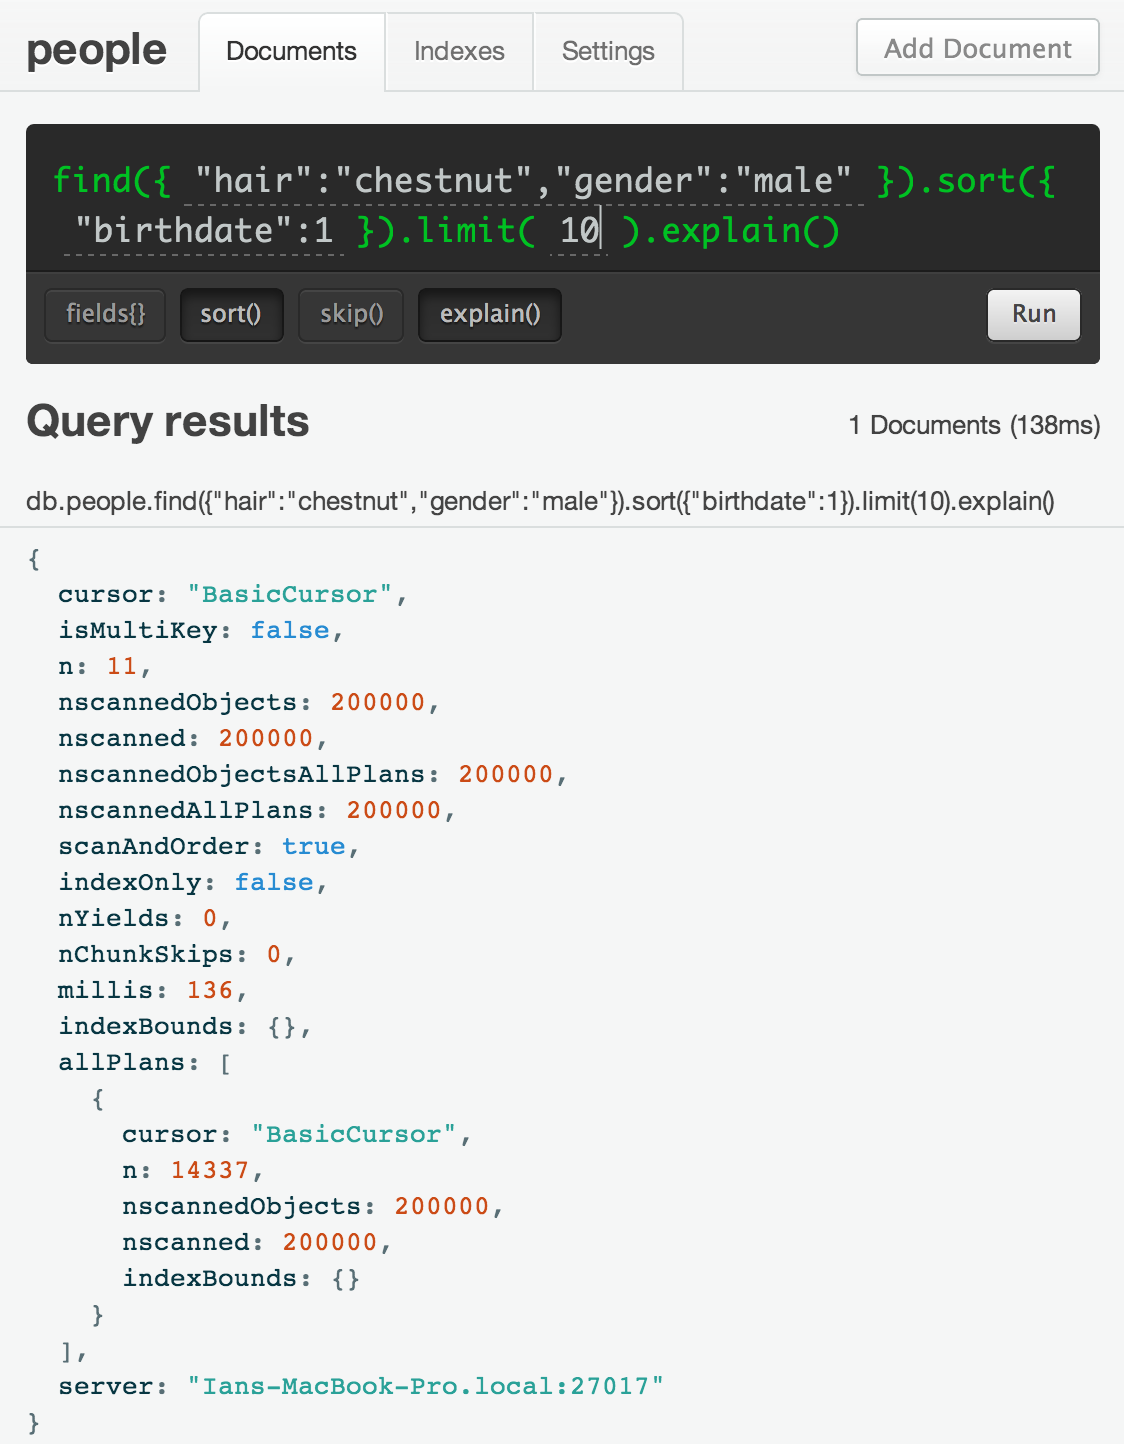 people Documents Indexes Settings Add Document
find({ "hair":"chestnut","gender":"male" }).sort({
"birthdate":1 }).limit( 10 ).explain()
fields{} sort() skip() explain() Run
Query results 1 Documents (138ms)
db.people.find({"hair":"chestnut","gender":"male"}).sort({"birthdate":1}).limit(10).explain()
{
cursor: "BasicCursor",
isMultiKey: false,
n: 11,
nscannedObjects: 200000,
nscanned: 200000,
nscannedObjectsAllPlans: 200000,
nscannedAllPlans: 200000,
scanAndOrder: true,
indexOnly: false,
nYields: 0,
nChunkSkips: 0,
millis: 136,
indexBounds: {},
allPlans: [
{
cursor: "BasicCursor",
n: 14337,
nscannedObjects: 200000,
nscanned: 200000,
indexBounds: {}
}
],
server: "Ians-MacBook-Pro.local:27017"
}